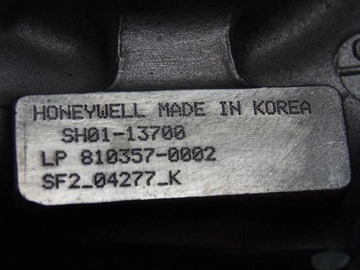 HONEYWELL MADE IN KOREA
SH01-13700
LP 810357-0002
SF2_04277_K